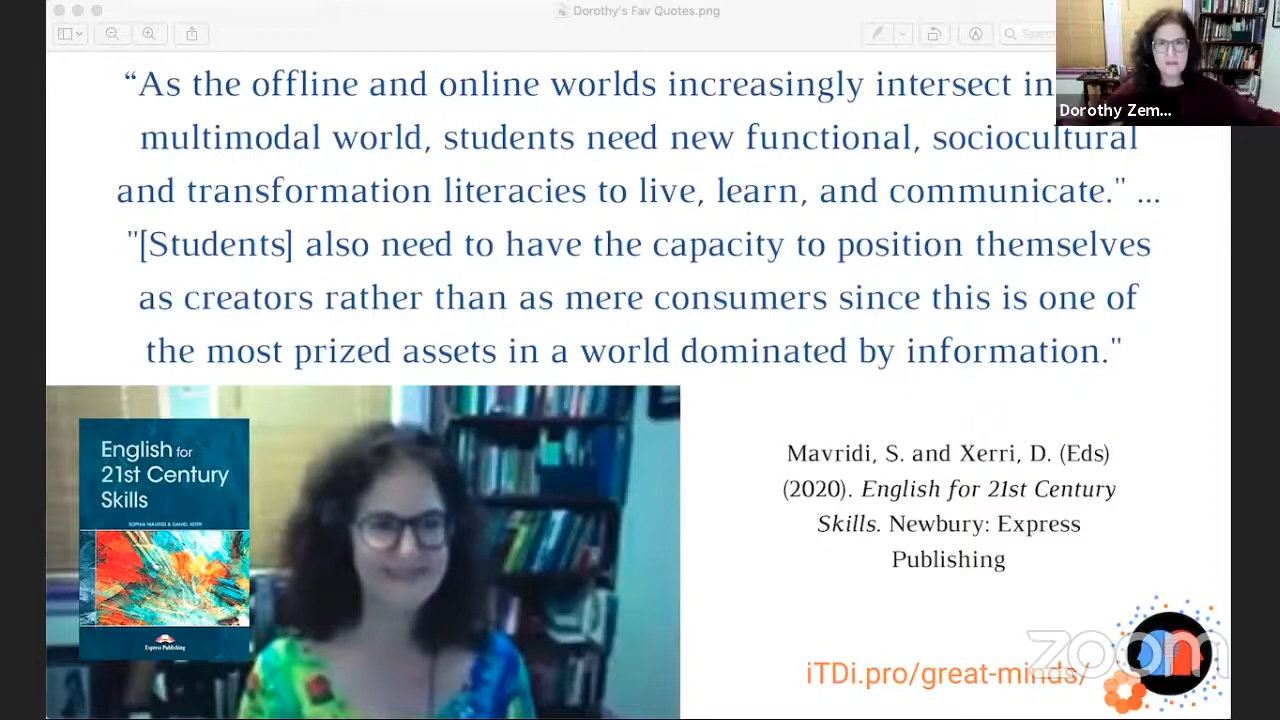 Dorothy's Fav Quotes.png
Search
Dorothy Zem...
“As the offline and online worlds increasingly intersect in
multimodal world, students need new functional, sociocultural
and transformation literacies to live, learn, and communicate." ...
"[Students] also need to have the capacity to position themselves
as creators rather than as mere consumers since this is one of
the most prized assets in a world dominated by information."
English for
21st Century
Skills
SOPHIA MAVRIDI & DANIEL XERRI
Express Publishing
Mavridi, S. and Xerri, D. (Eds)
(2020). English for 21st Century
Skills. Newbury: Express
Publishing
iTDi.pro/great-minds/
zoom